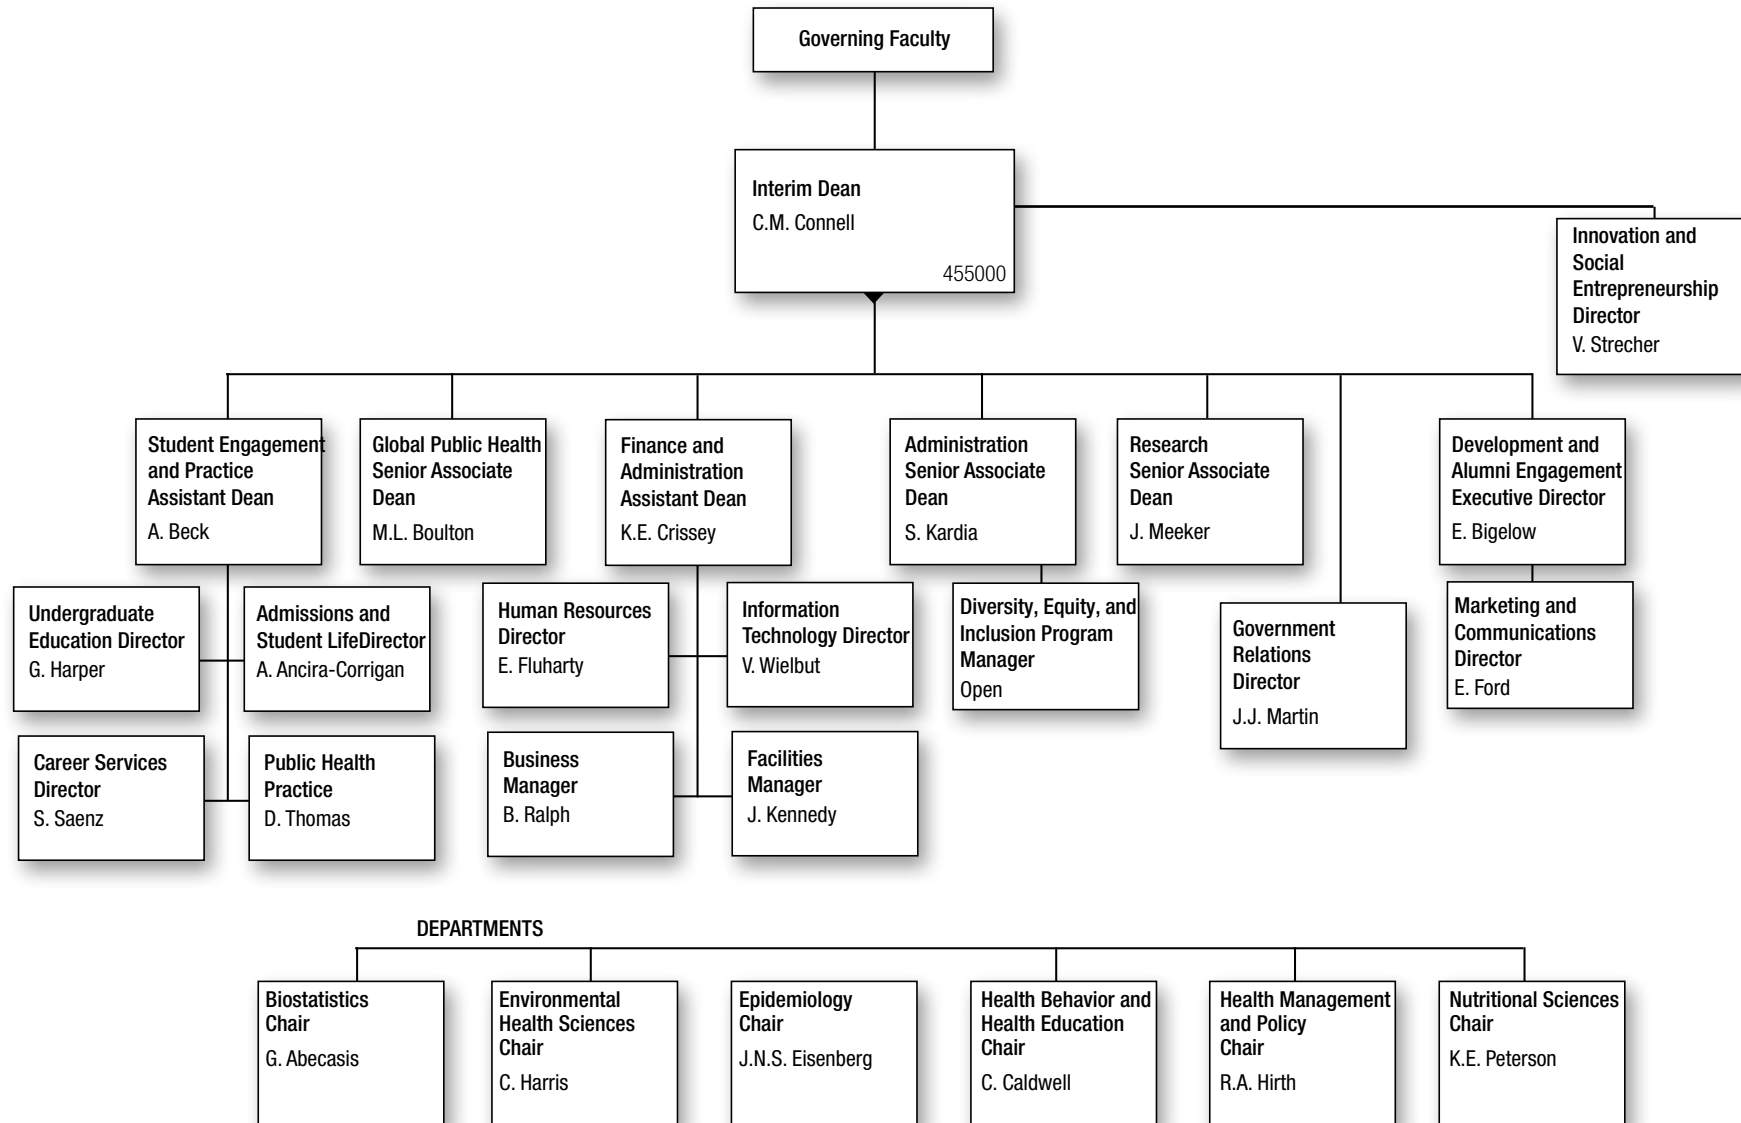 Governing Faculty
Interim Dean
C.M. Connell
455000
Innovation and
Social
Entrepreneurship
Director
V. Strecher
Student Engagement
and Practice
Assistant Dean
A. Beck
Global Public Health
Senior Associate
Dean
M.L. Boulton
Finance and
Administration
Assistant Dean
K.E. Crissey
Administration
Senior Associate
Dean
S. Kardia
Research
Senior Associate
Dean
J. Meeker
Development and
Alumni Engagement
Executive Director
E. Bigelow
Undergraduate
Education Director
G. Harper
Admissions and
Student LifeDirector
A. Ancira-Corrigan
Human Resources
Director
E. Fluharty
Information
Technology Director
V. Wielbut
Diversity, Equity, and
Inclusion Program
Manager
Open
Government
Relations
Director
J.J. Martin
Marketing and
Communications
Director
E. Ford
Career Services
Director
S. Saenz
Public Health
Practice
D. Thomas
Business
Manager
B. Ralph
Facilities
Manager
J. Kennedy
DEPARTMENTS
Biostatistics
Chair
G. Abecasis
Environmental
Health Sciences
Chair
C. Harris
Epidemiology
Chair
J.N.S. Eisenberg
Health Behavior and
Health Education
Chair
C. Caldwell
Health Management
and Policy
Chair
R.A. Hirth
Nutritional Sciences
Chair
K.E. Peterson